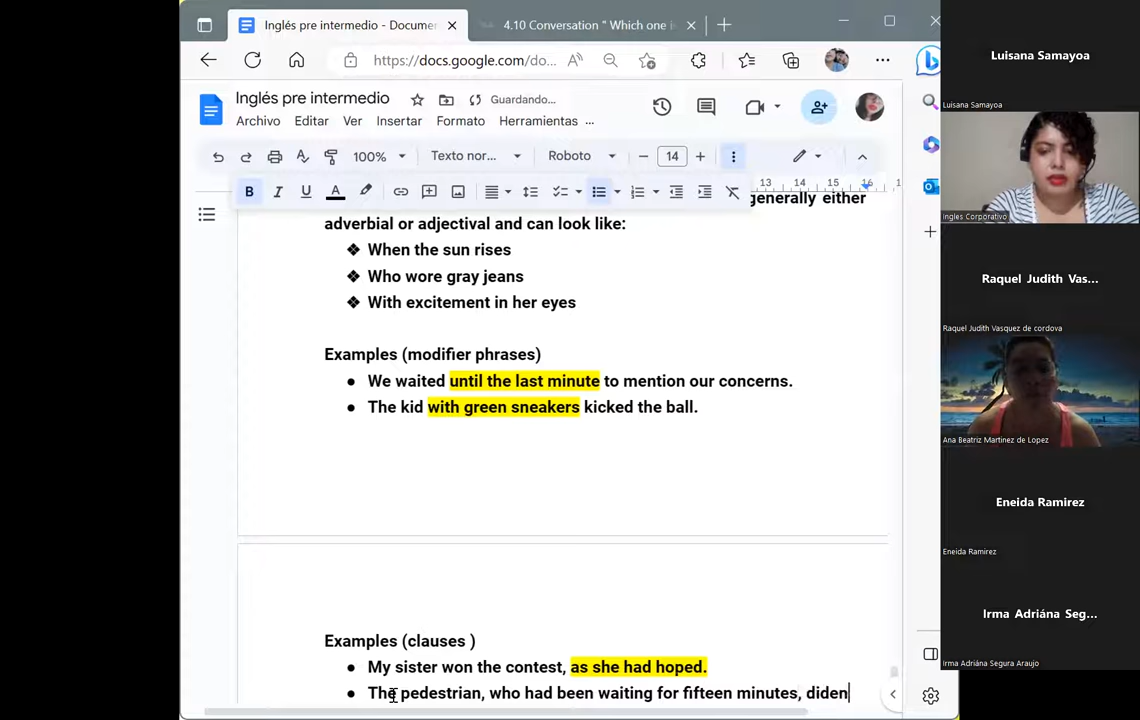 Inglés pre intermedio - Documer
4.10 Conversation " Which one i
https://docs.google.com/do...
Inglés pre intermedio
Guardando...
Archivo Editar Ver Insertar Formato Herramientas ...
100% Texto nor... Roboto 14
B I U A
13 14 15 16
generally either
adverbial or adjectival and can look like:
❖ When the sun rises
❖ Who wore gray jeans
❖ With excitement in her eyes
Examples (modifier phrases)
● We waited until the last minute to mention our concerns.
● The kid with green sneakers kicked the ball.
Examples (clauses )
● My sister won the contest, as she had hoped.
● The pedestrian, who had been waiting for fifteen minutes, diden
Luisana Samayoa
Luisana Samayoa
Ingles Corporativo
Raquel Judith Vas...
Raquel Judith Vasquez de cordova
Ana Beatriz Martinez de Lopez
Eneida Ramirez
Eneida Ramirez
Irma Adriána Seg...
Irma Adriána Segura Araujo